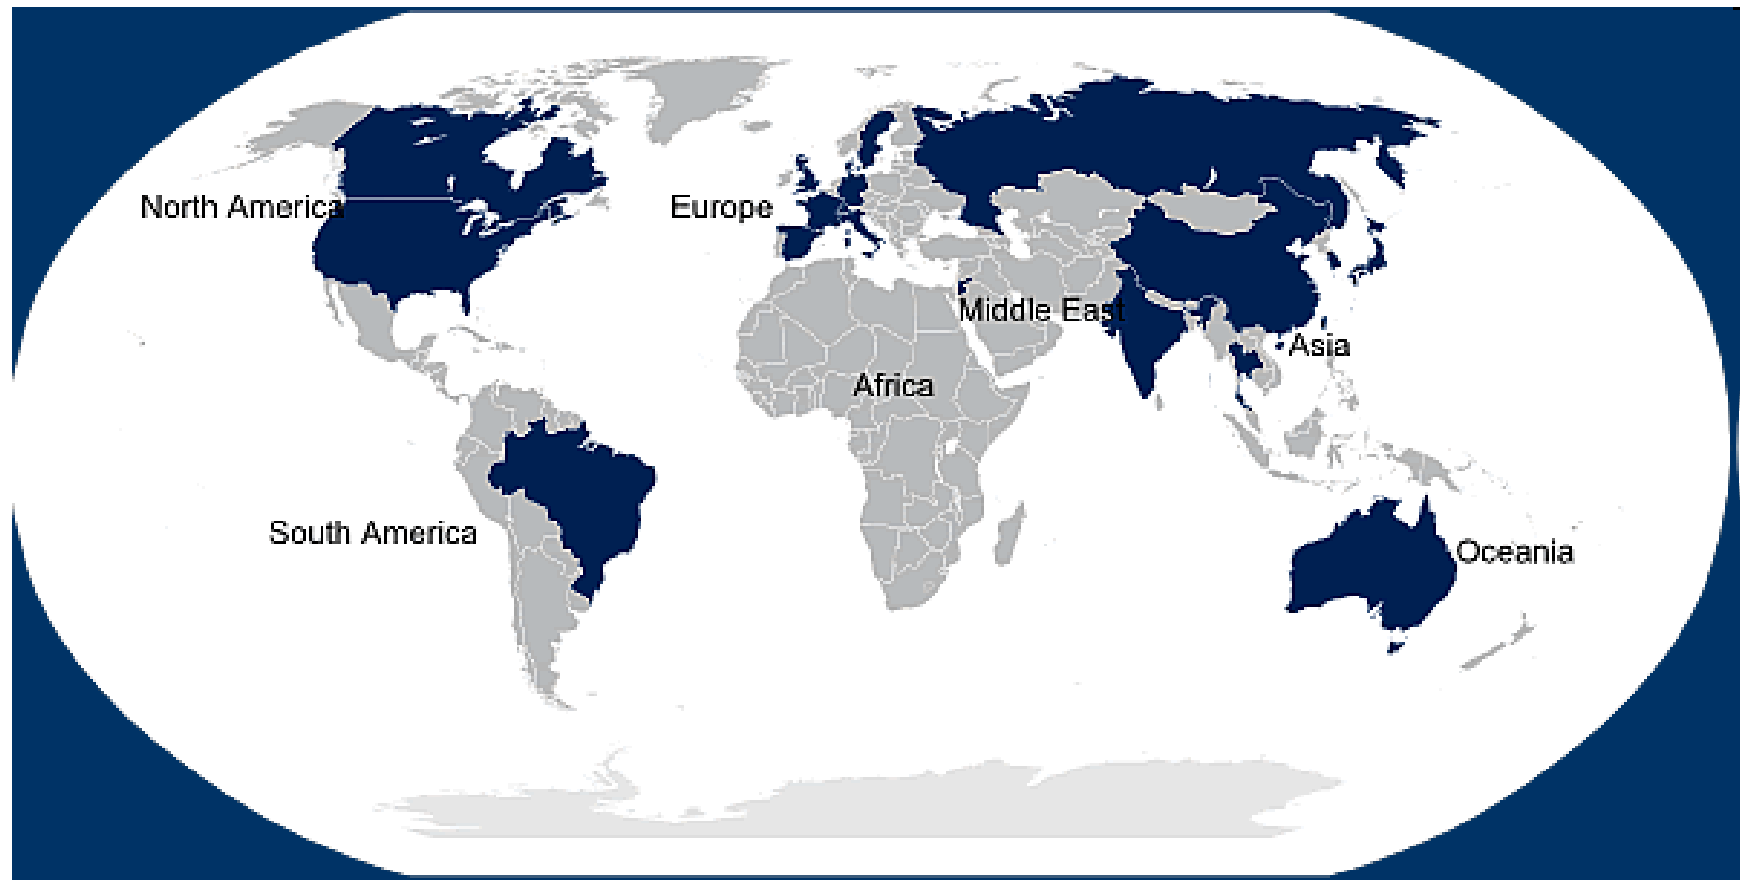 North America
Europe
Middle East
Asia
Africa
South America
Oceania